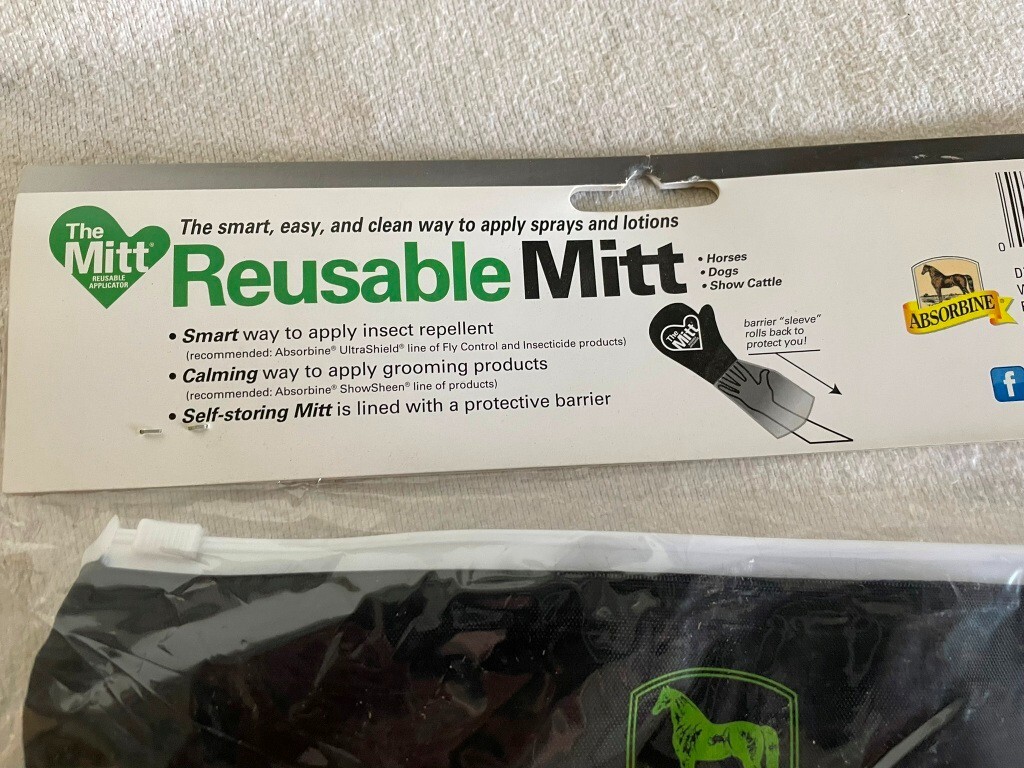 The smart, easy, and clean way to apply sprays and lotions
The
Mitt®
REUSABLE
APPLICATOR
Reusable Mitt
• Horses
• Dogs
• Show Cattle
• Smart way to apply insect repellent
(recommended: Absorbine® UltraShield® line of Fly Control and Insecticide products)
• Calming way to apply grooming products
(recommended: Absorbine® ShowSheen® line of products)
• Self-storing Mitt is lined with a protective barrier
The
Mitt
barrier "sleeve"
rolls back to
protect you!
0
ABSORBINE
f